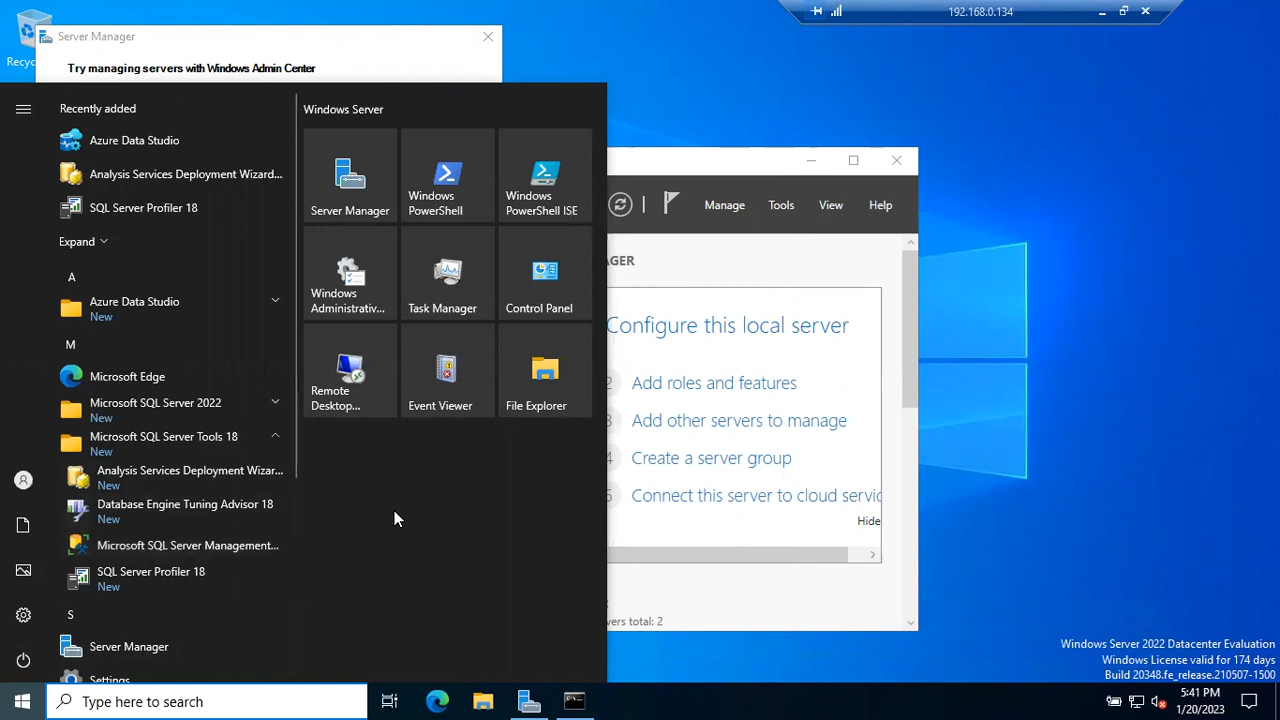 192.168.0.134
Recyc
Server Manager
Try managing servers with Windows Admin Center
Recently added
Azure Data Studio
Analysis Services Deployment Wizard...
SQL Server Profiler 18
Expand
A
Azure Data Studio
New
M
Microsoft Edge
Microsoft SQL Server 2022
New
Microsoft SQL Server Tools 18
New
Analysis Services Deployment Wizar...
New
Database Engine Tuning Advisor 18
New
Microsoft SQL Server Management...
SQL Server Profiler 18
New
S
Server Manager
Settings
Windows Server
Server Manager
Windows PowerShell
Windows PowerShell ISE
Windows Administrativ...
Task Manager
Control Panel
Remote Desktop...
Event Viewer
File Explorer
Manage
Tools
View
Help
AGER
Configure this local server
2 Add roles and features
3 Add other servers to manage
4 Create a server group
5 Connect this server to cloud servic
Hide
vers total: 2
Windows Server 2022 Datacenter Evaluation
Windows License valid for 174 days
Build 20348.fe_release.210507-1500
Type here to search
5:41 PM
1/20/2023